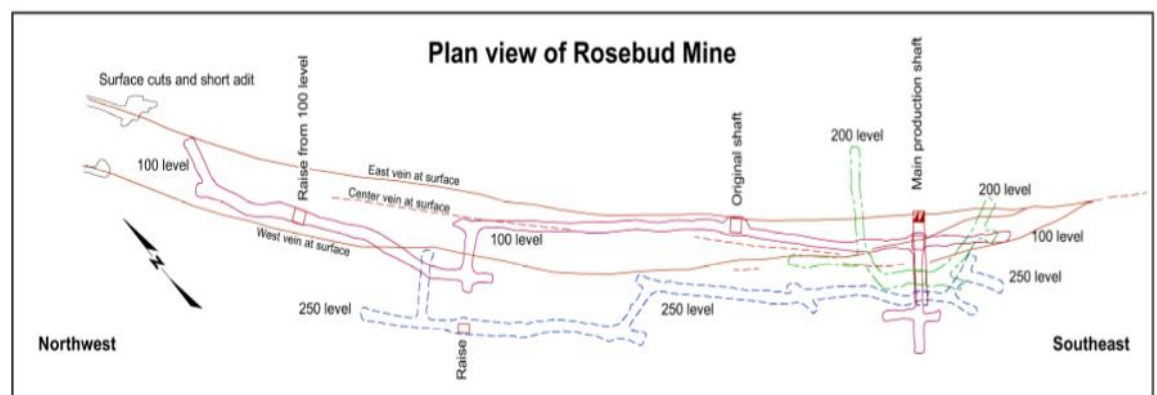 Plan view of Rosebud Mine
Surface cuts and short adit
100 level
Raise from 100 level
East vein at surface
Center vein at surface
West vein at surface
100 level
Original shaft
200 level
Main production shaft
200 level
100 level
250 level
250 level
250 level
Raise
N
Northwest
Southeast